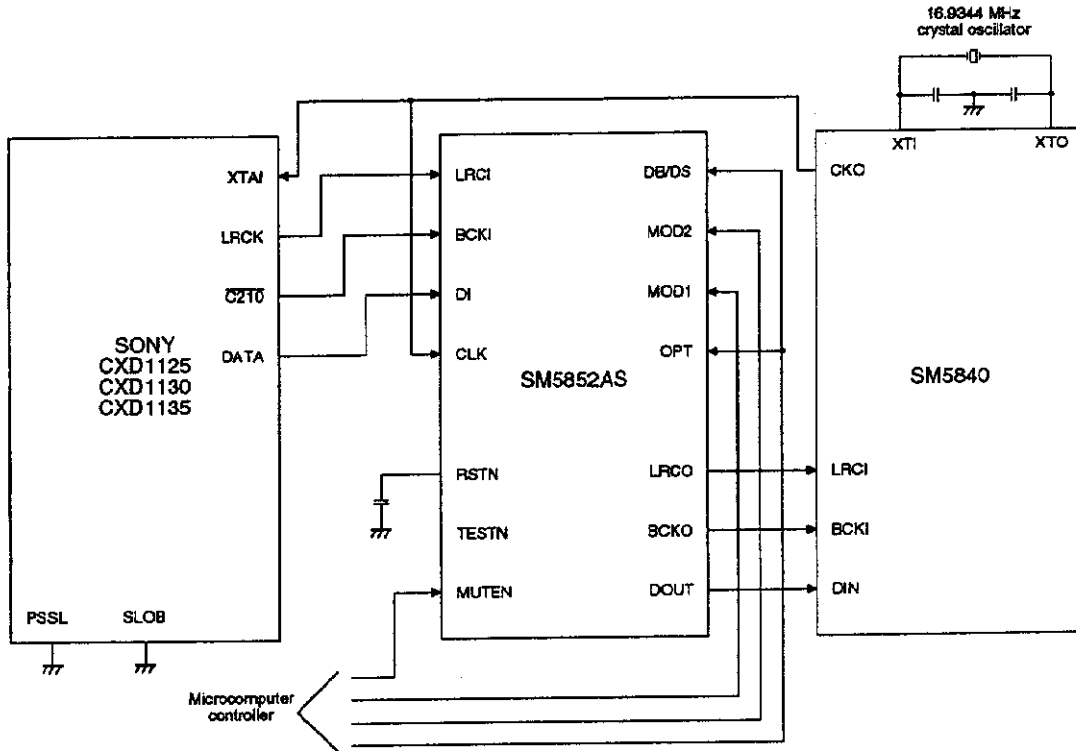 16.9344 MHz
crystal oscillator
XTI
XTO
XTAI
LRCK
C210
DATA
SONY
CXD1125
CXD1130
CXD1135
PSSL
SLOB
LRCI
BCKI
DI
CLK
RSTN
TESTN
MUTEN
SM5852AS
DB/DS
MOD2
MOD1
OPT
LRCO
BCKO
DOUT
CKO
SM5840
LRCI
BCKI
DIN
Microcomputer
controller